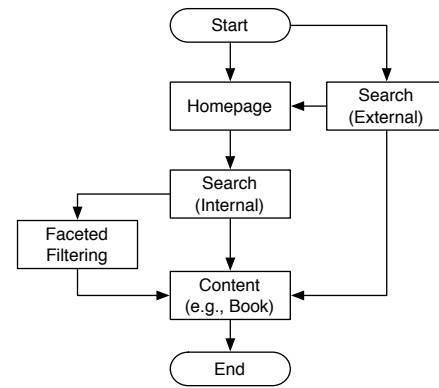 Start
Homepage
Search
(External)
Search
(Internal)
Faceted
Filtering
Content
(e.g., Book)
End